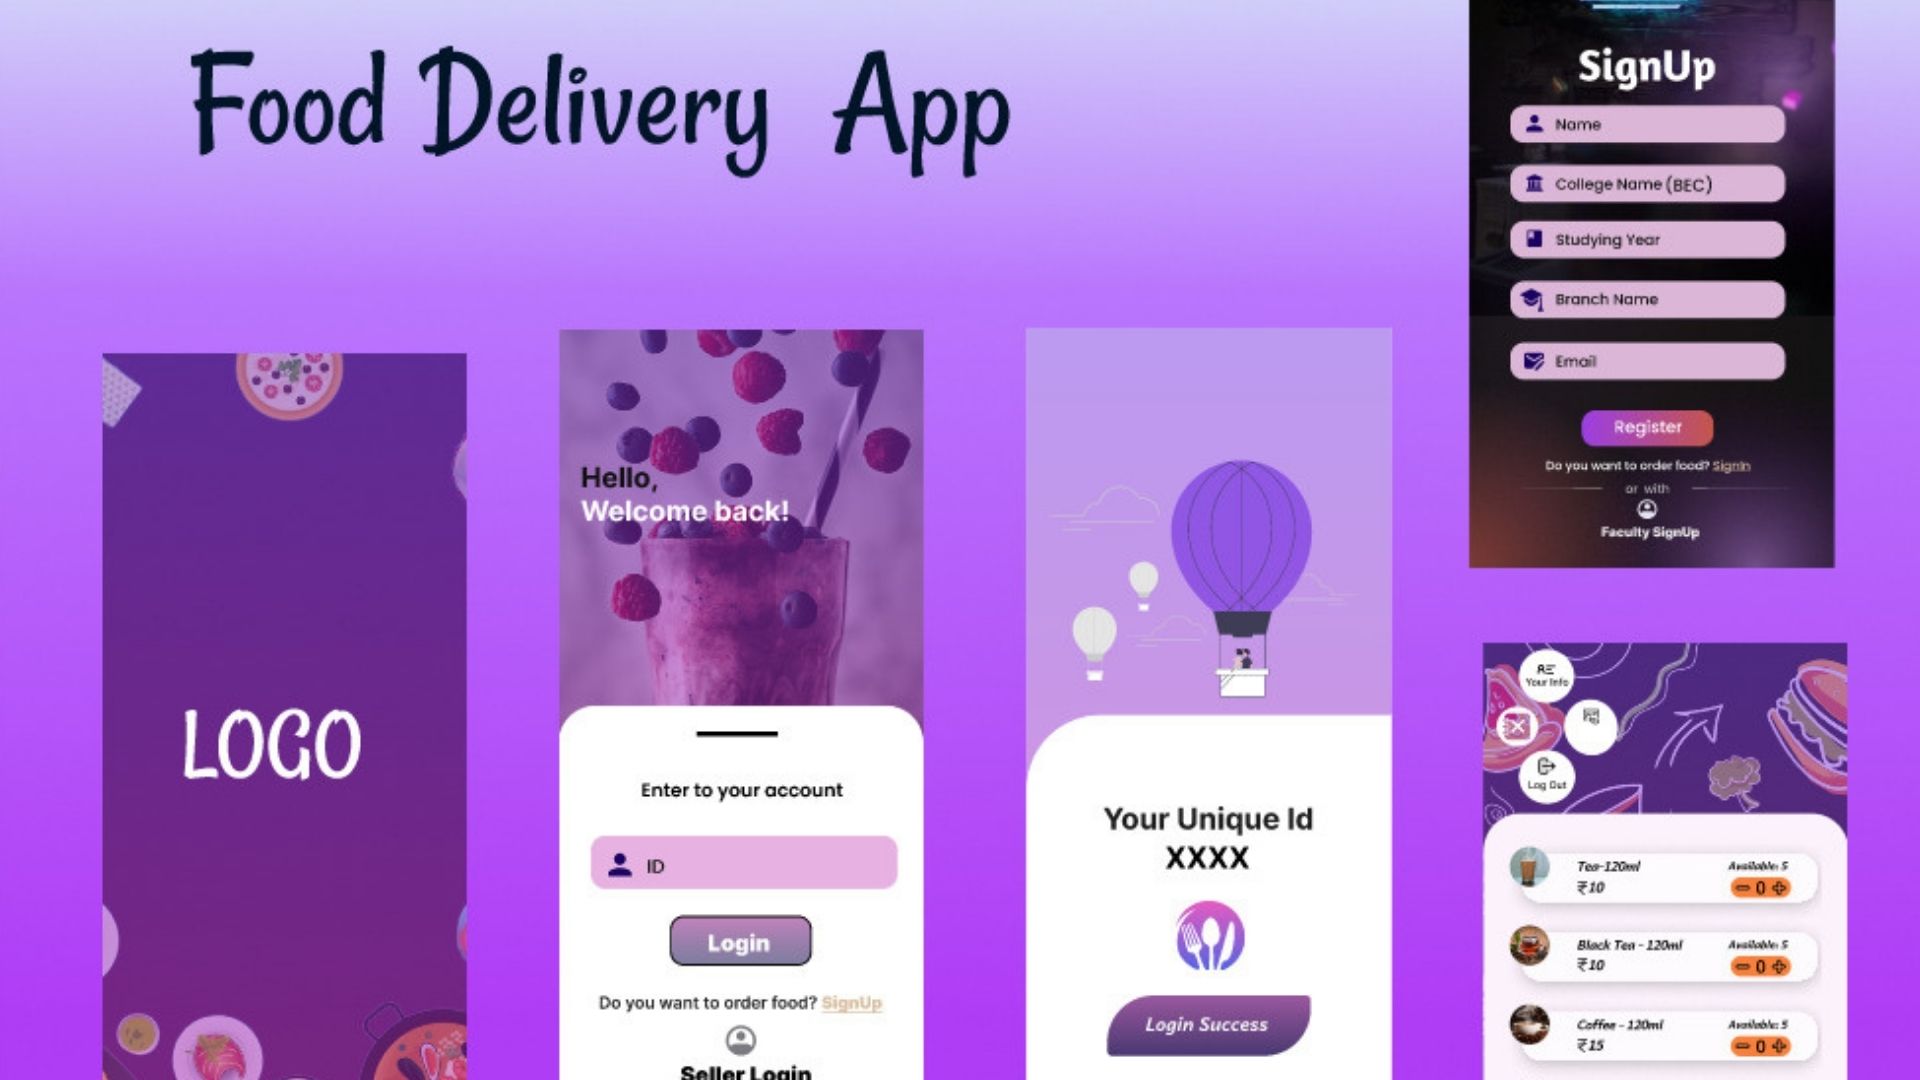 Food Delivery App
LOGO
Hello,
Welcome back!
Enter to your account
ID
Login
Do you want to order food? SignUp
Seller Login
Your Unique Id
XXXX
Login Success
SignUp
Name
College Name (BEC)
Studying Year
Branch Name
Email
Register
Do you want to order food? SignIn
or with
Faculty SignUp
Your Info
Log Out
Tea-120ml
Available: 5
₹10
0
Black Tea - 120ml
Available: 5
₹10
0
Coffee - 120ml
Available: 5
₹15
0